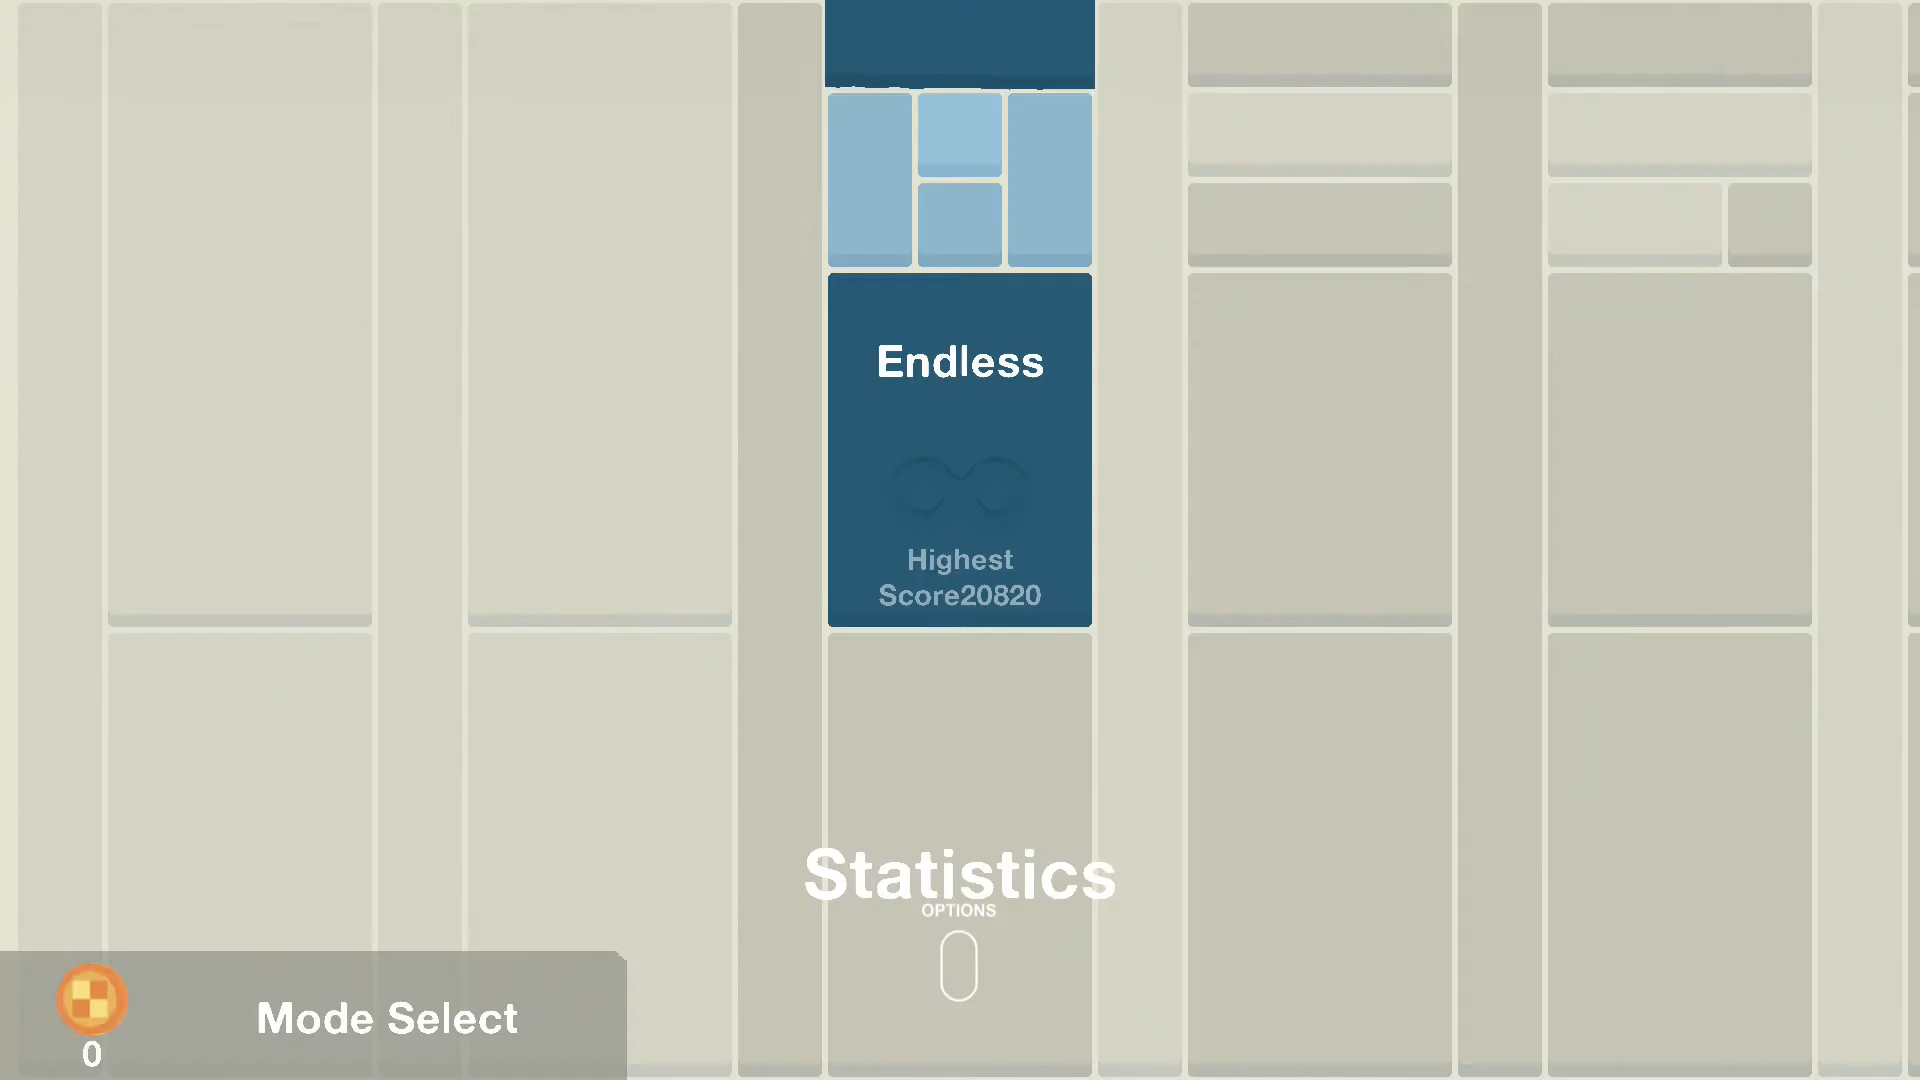 Endless
Highest
Score20820
Statistics
OPTIONS
Mode Select
0